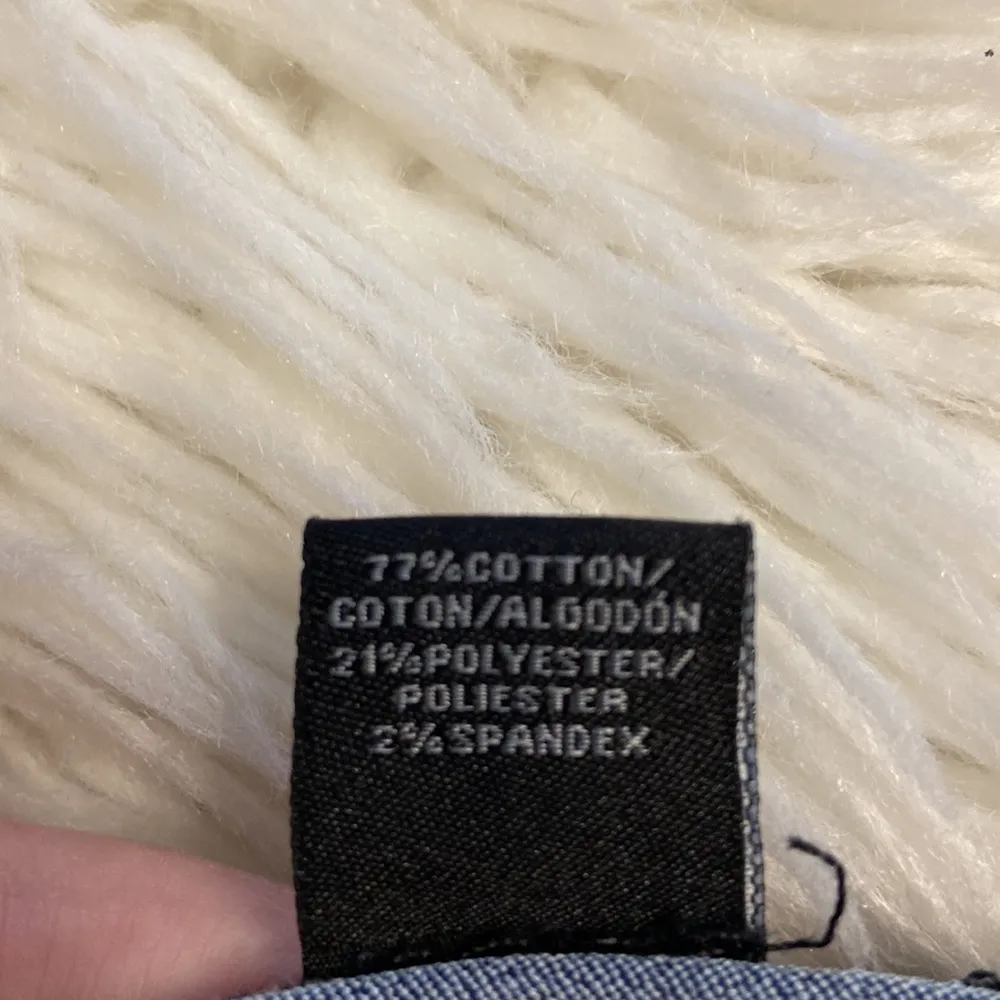 77%COTTON/
COTON/ALGODÓN
21%POLYESTER/
POLIESTER
2%SPANDEX